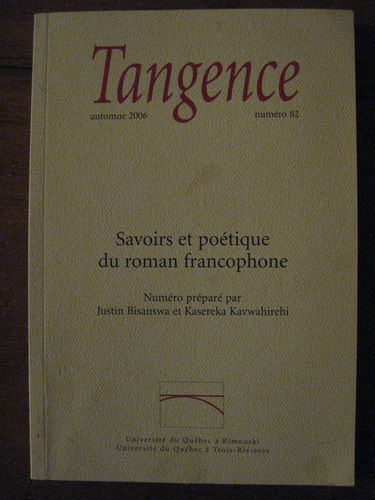 Tangence
automne 2006 numéro 82
Savoirs et poétique
du roman francophone
Numéro préparé par
Justin Bisanswa et Kasereka Kavwahirehi
Université du Québec à Rimouski
Université du Québec à Trois-Rivières